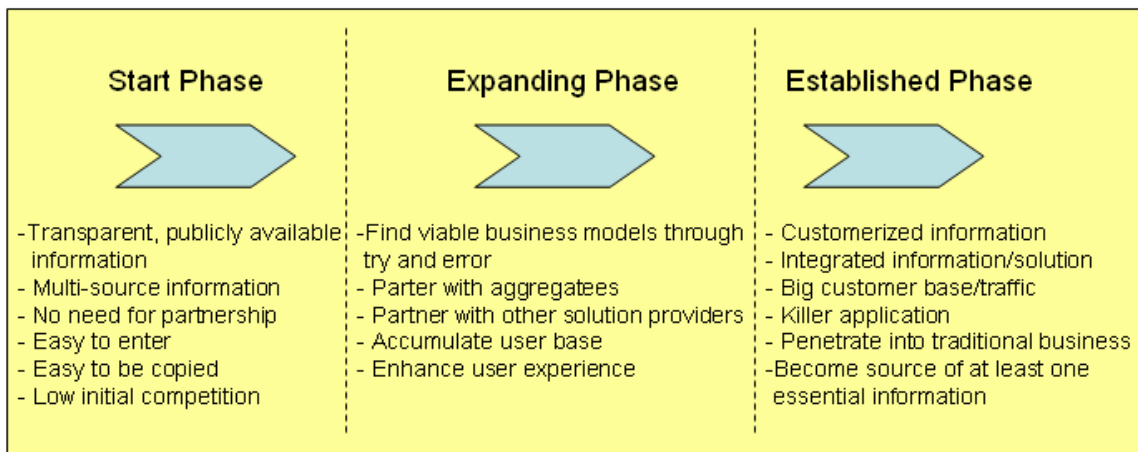 Start Phase
-Transparent, publicly available
information
- Multi-source information
- No need for partnership
- Easy to enter
- Easy to be copied
- Low initial competition
Expanding Phase
-Find viable business models through
try and error
- Parter with aggregatees
- Partner with other solution providers
- Accumulate user base
- Enhance user experience
Established Phase
- Customerized information
- Integrated information/solution
- Big customer base/traffic
- Killer application
- Penetrate into traditional business
-Become source of at least one
essential information